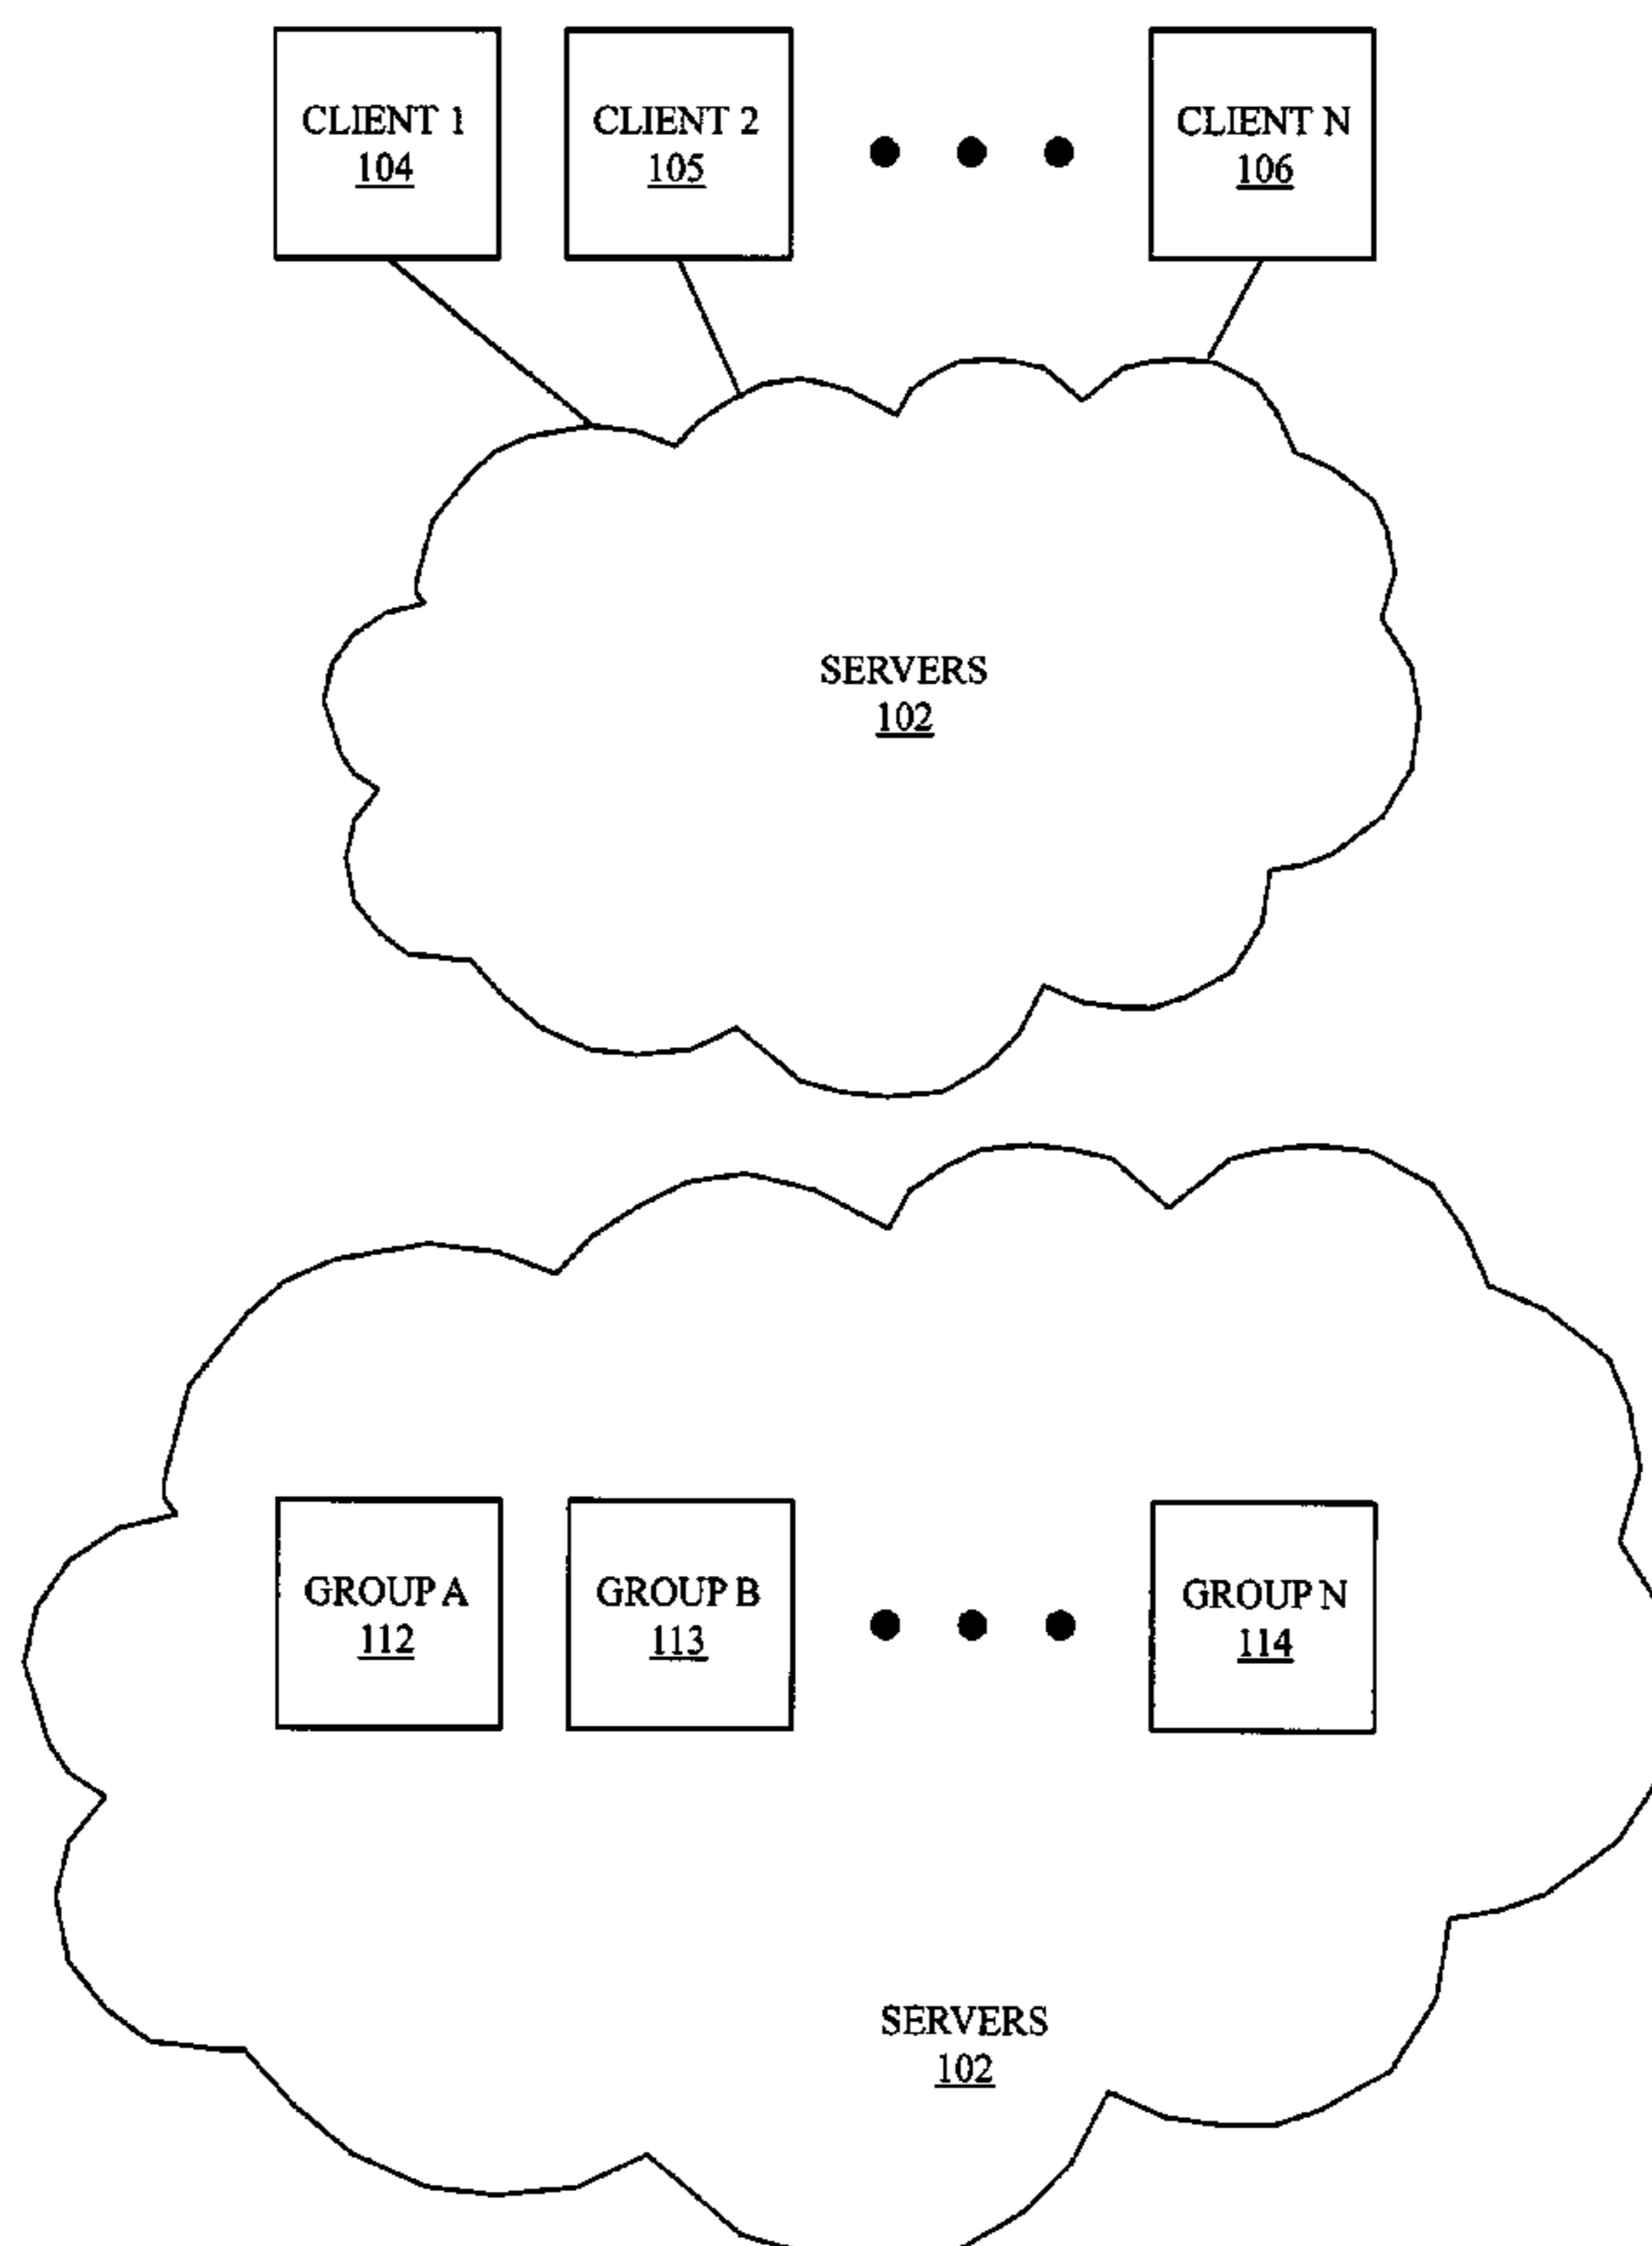 CLIENT 1
104
CLIENT 2
105
CLIENT N
106
SERVERS
102
GROUP A
112
GROUP B
113
GROUP N
114
SERVERS
102